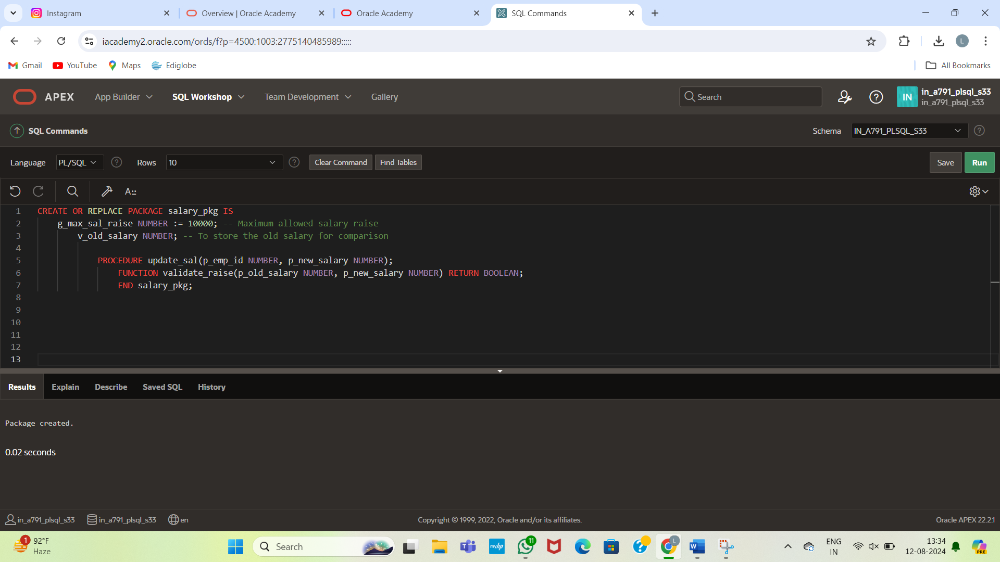 Instagram
Overview | Oracle Academy
Oracle Academy
SQL Commands
iacademy2.oracle.com/ords/f?p=4500:1003:2775140485989:::::
L
Gmail
YouTube
Maps
Ediglobe
All Bookmarks
APEX
App Builder
SQL Workshop
Team Development
Gallery
Search
IN
in_a791_plsql_s33
in_a791_plsql_s33
SQL Commands
Schema
IN_A791_PLSQL_S33
Language
PL/SQL
Rows
10
Clear Command
Find Tables
Save
Run
A::
1 CREATE OR REPLACE PACKAGE salary_pkg IS
2 g_max_sal_raise NUMBER := 10000; -- Maximum allowed salary raise
3 v_old_salary NUMBER; -- To store the old salary for comparison
4
5 PROCEDURE update_sal(p_emp_id NUMBER, p_new_salary NUMBER);
6 FUNCTION validate_raise(p_old_salary NUMBER, p_new_salary NUMBER) RETURN BOOLEAN;
7 END salary_pkg;
8
9
10
11
12
13
Results
Explain
Describe
Saved SQL
History
Package created.
0.02 seconds
in_a791_plsql_s33
in_a791_plsql_s33
en
Copyright © 1999, 2022, Oracle and/or its affiliates.
Oracle APEX 22.2.1
1
92°F
Haze
Search
myhp
11
L
ENG
IN
13:34
12-08-2024
PRE